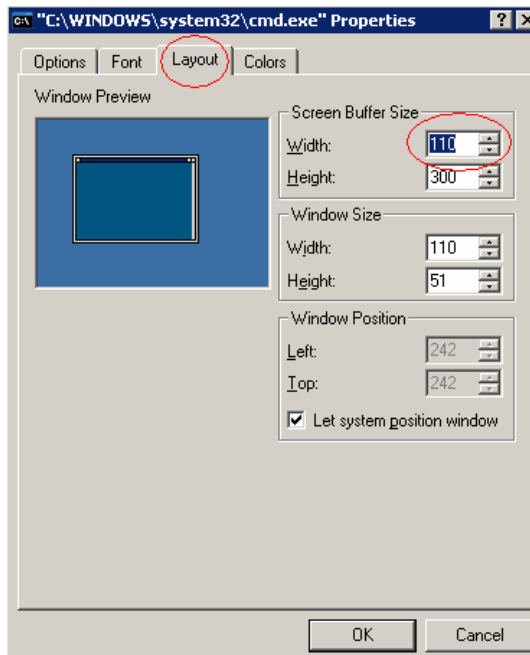 "C:\WINDOWS\system32\cmd.exe" Properties
Options Font Layout Colors
Window Preview
Screen Buffer Size
Width: 110
Height: 300
Window Size
Width: 110
Height: 51
Window Position
Left: 242
Top: 242
Let system position window
OK Cancel